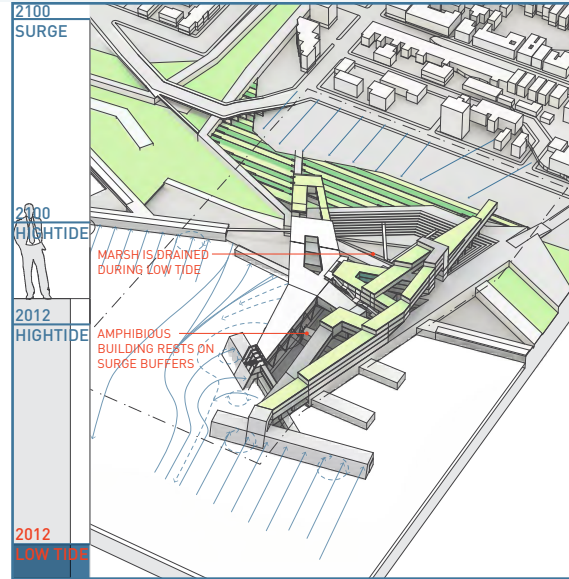 2100
SURGE
2100
HIGHTIDE
MARSH IS DRAINED
DURING LOW TIDE
2012
HIGHTIDE
AMPHIBIOUS
BUILDING RESTS ON
SURGE BUFFERS
2012
LOW TIDE